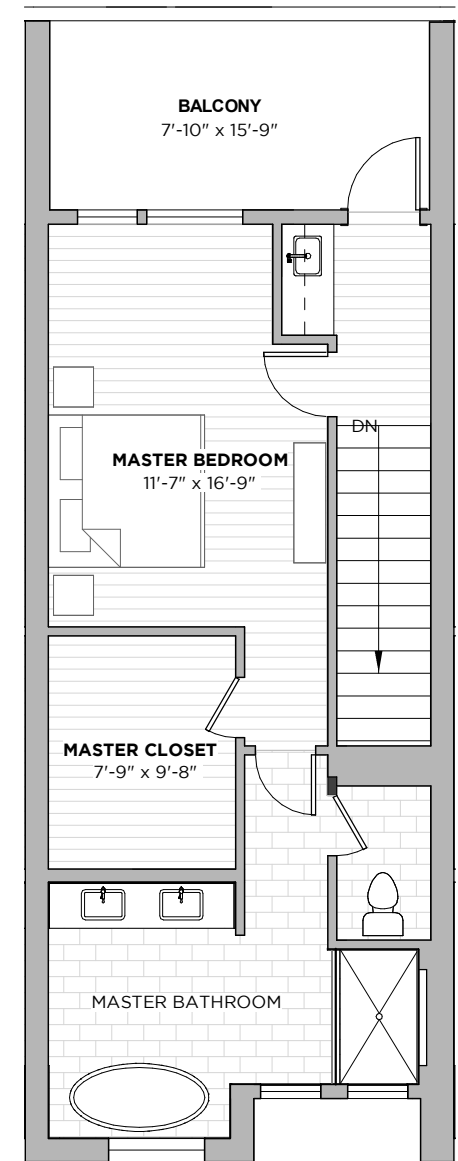 BALCONY
7'-10" x 15'-9"
DN
MASTER BEDROOM
11'-7" x 16'-9"
MASTER CLOSET
7'-9" x 9'-8"
MASTER BATHROOM